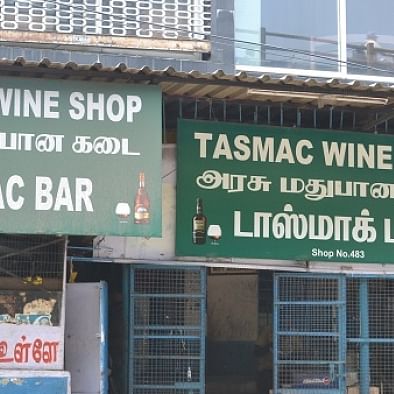 WINE SHOP
பான கடை
AC BAR
TASMAC WINE
அரசு மதுபான
டாஸ்மாக்
Shop No.483
உள்ளே